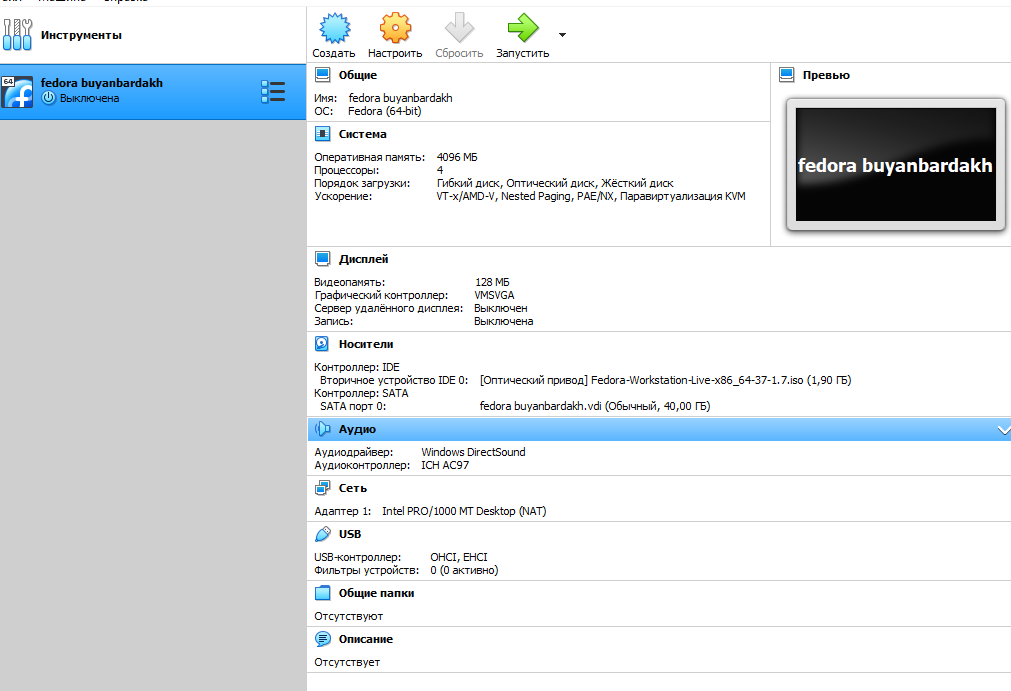 Инструменты
64
fedora buyanbardakh
Выключена
Создать Настроить Сбросить Запустить
Общие
Имя: fedora buyanbardakh
ОС: Fedora (64-bit)
Система
Оперативная память: 4096 МБ
Процессоры: 4
Порядок загрузки: Гибкий диск, Оптический диск, Жёсткий диск
Ускорение: VT-x/AMD-V, Nested Paging, PAE/NX, Паравиртуализация KVM
Превью
fedora buyanbardakh
Дисплей
Видеопамять: 128 МБ
Графический контроллер: VMSVGA
Сервер удалённого дисплея: Выключен
Запись: Выключена
Носители
Контроллер: IDE
Вторичное устройство IDE 0: [Оптический привод] Fedora-Workstation-Live-x86_64-37-1.7.iso (1,90 ГБ)
Контроллер: SATA
SATA порт 0: fedora buyanbardakh.vdi (Обычный, 40,00 ГБ)
Аудио
Аудиодрайвер: Windows DirectSound
Аудиоконтроллер: ICH AC97
Сеть
Адаптер 1: Intel PRO/1000 MT Desktop (NAT)
USB
USB-контроллер: OHCI, EHCI
Фильтры устройств: 0 (0 активно)
Общие папки
Отсутствуют
Описание
Отсутствует